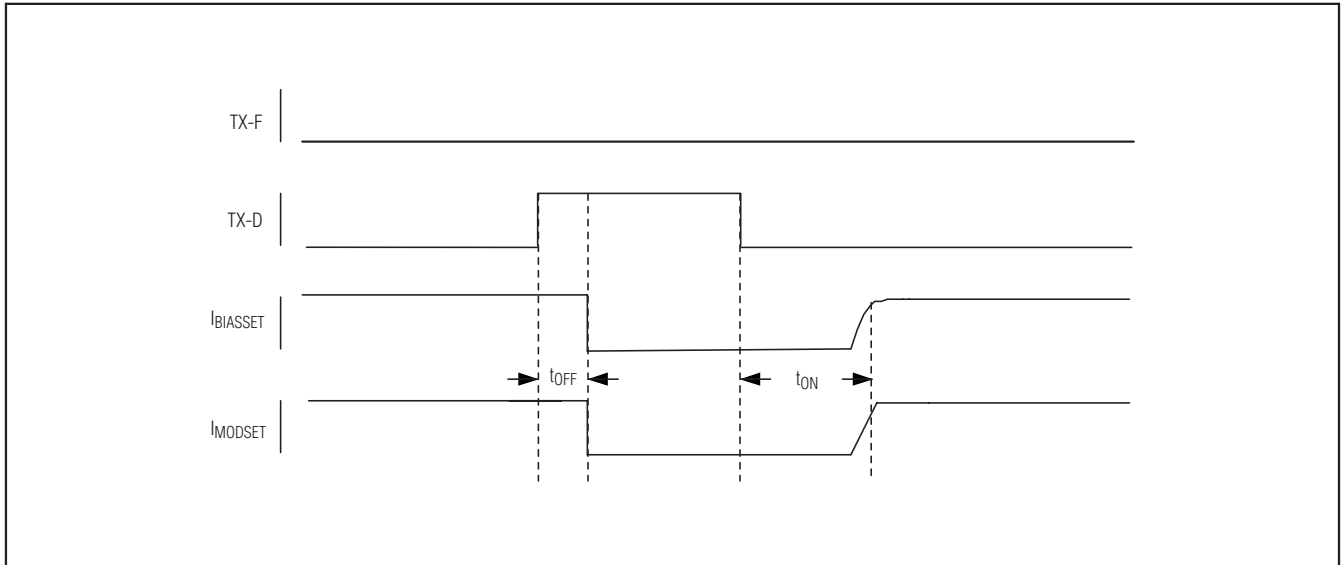 TX-F
TX-D
IBIASSET
tOFF
tON
IMODSET